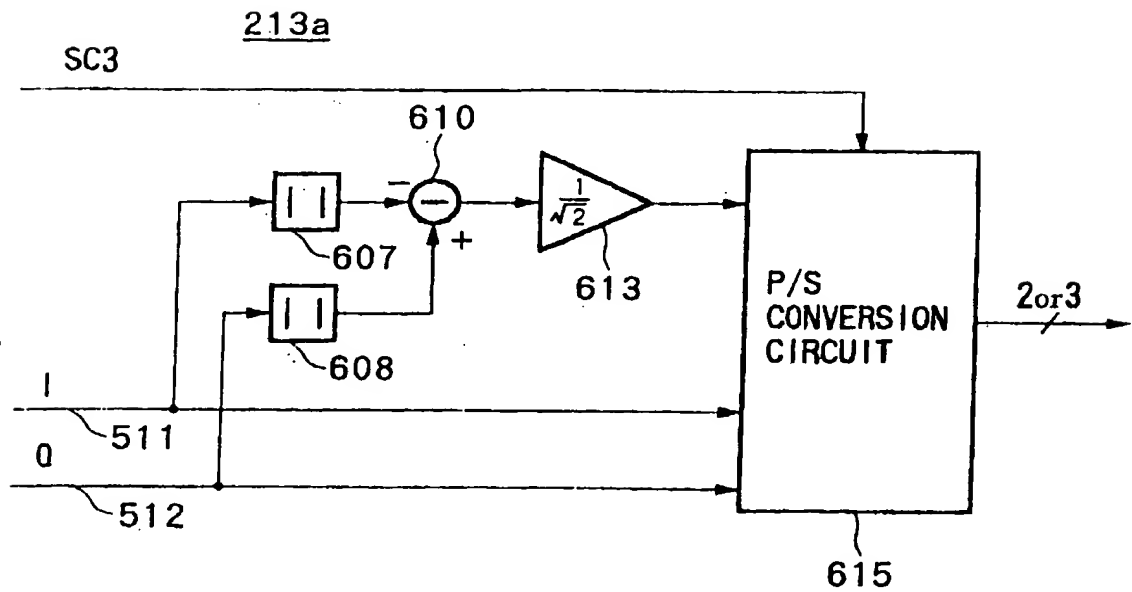 213a
SC3
610
−
−
| |
+
607
1
√2
613
| |
608
P/S
CONVERSION
CIRCUIT
2or3
I
511
Q
512
615